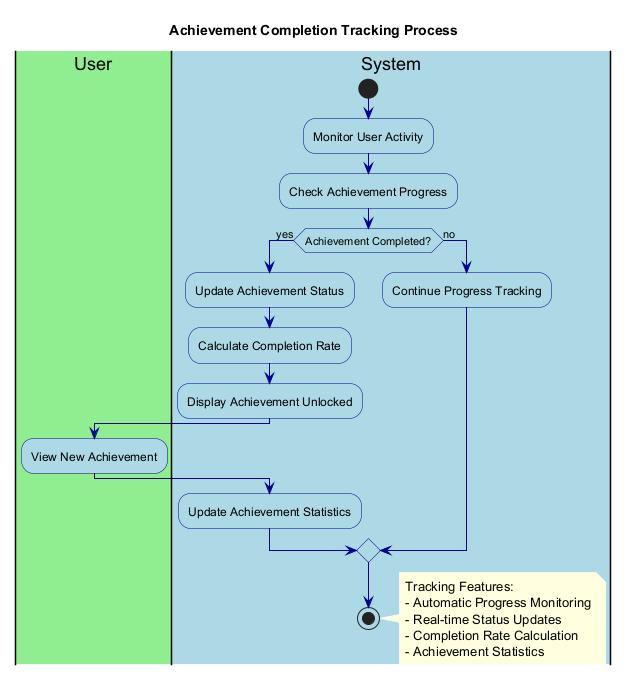 Achievement Completion Tracking Process
User
System
Monitor User Activity
Check Achievement Progress
yes
Achievement Completed?
no
Update Achievement Status
Continue Progress Tracking
Calculate Completion Rate
Display Achievement Unlocked
View New Achievement
Update Achievement Statistics
Tracking Features:
- Automatic Progress Monitoring
- Real-time Status Updates
- Completion Rate Calculation
- Achievement Statistics